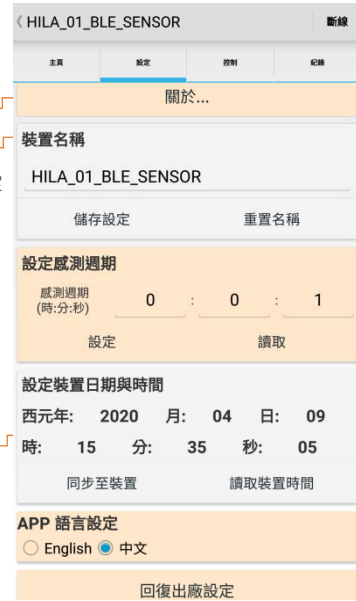 HILA_01_BLE_SENSOR 斷線
主頁 設定 控制 紀錄
關於...
裝置名稱
HILA_01_BLE_SENSOR
儲存設定 重置名稱
設定感測週期
感測週期
(時:分:秒) 0 : 0 : 1
設定 讀取
設定裝置日期與時間
西元年: 2020 月: 04 日: 09
時: 15 分: 35 秒: 05
同步至裝置 讀取裝置時間
APP 語言設定
English 中文
回復出廠設定